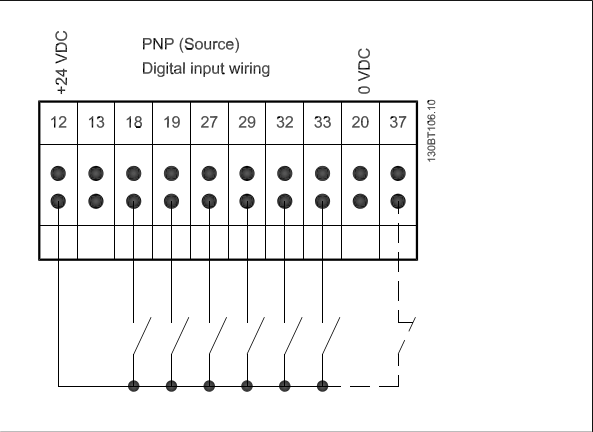 +24 VDC
PNP (Source)
Digital input wiring
0 VDC
12 13 18 19 27 29 32 33 20 37
130BT106.10